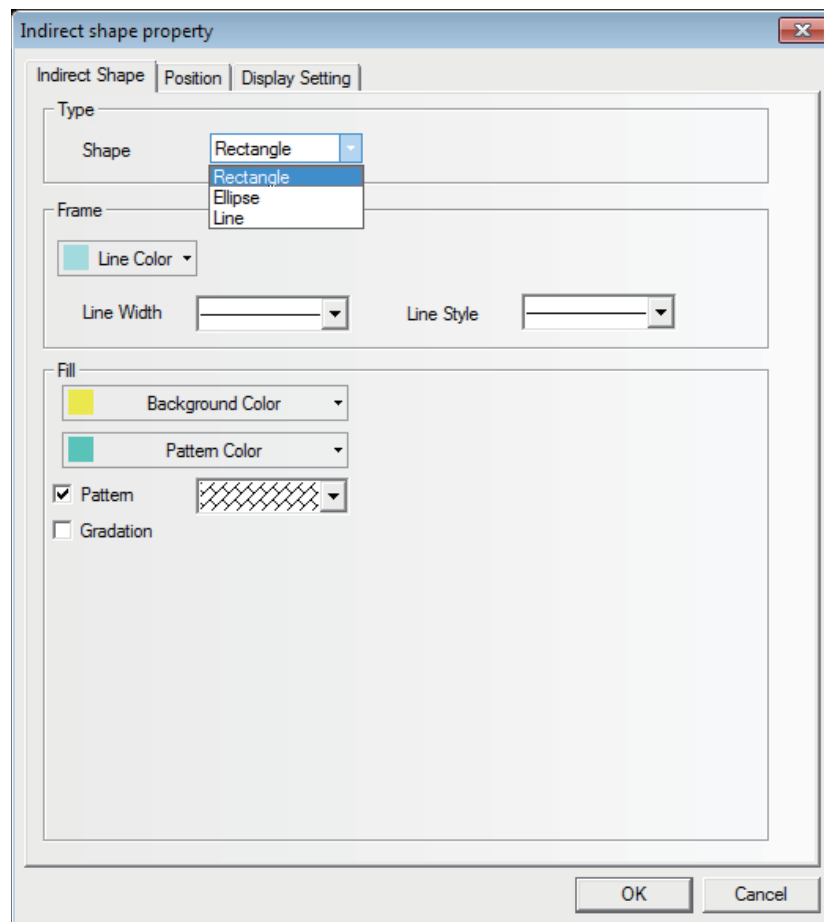 Indirect shape property
Indirect Shape Position Display Setting
Type
Shape Rectangle
Rectangle
Ellipse
Line
Frame
Line Color
Line Width Line Style
Fill
Background Color
Pattern Color
Pattern
Gradation
OK Cancel